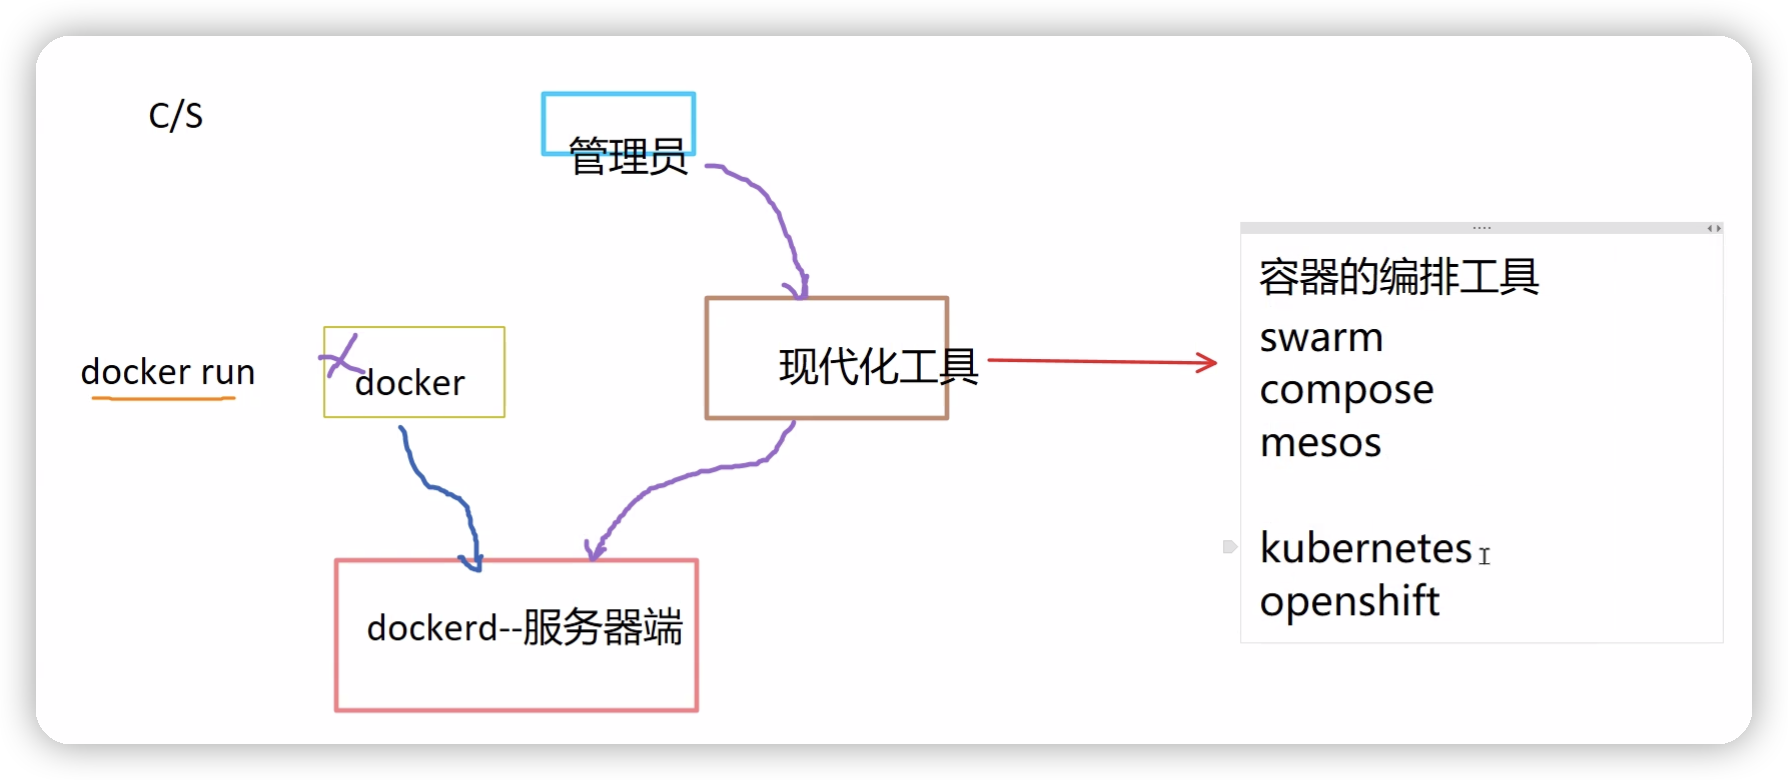 C/S
管理员
docker run
docker
现代化工具
dockerd--服务器端
容器的编排工具
swarm
compose
mesos
kubernetes
openshift